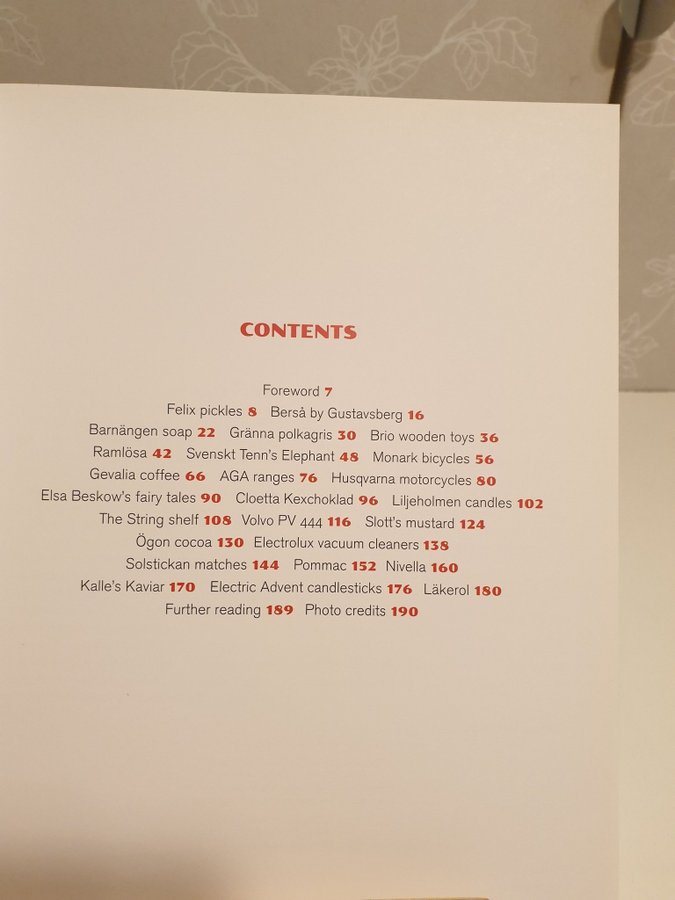 CONTENTS
Foreword 7
Felix pickles 8 Berså by Gustavsberg 16
Barnängen soap 22 Gränna polkagris 30 Brio wooden toys 36
Ramlösa 42 Svenskt Tenn's Elephant 48 Monark bicycles 56
Gevalia coffee 66 AGA ranges 76 Husqvarna motorcycles 80
Elsa Beskow's fairy tales 90 Cloetta Kexchoklad 96 Liljeholmen candles 102
The String shelf 108 Volvo PV 444 116 Slott's mustard 124
Ögon cocoa 130 Electrolux vacuum cleaners 138
Solstickan matches 144 Pommac 152 Nivella 160
Kalle's Kaviar 170 Electric Advent candlesticks 176 Läkerol 180
Further reading 189 Photo credits 190